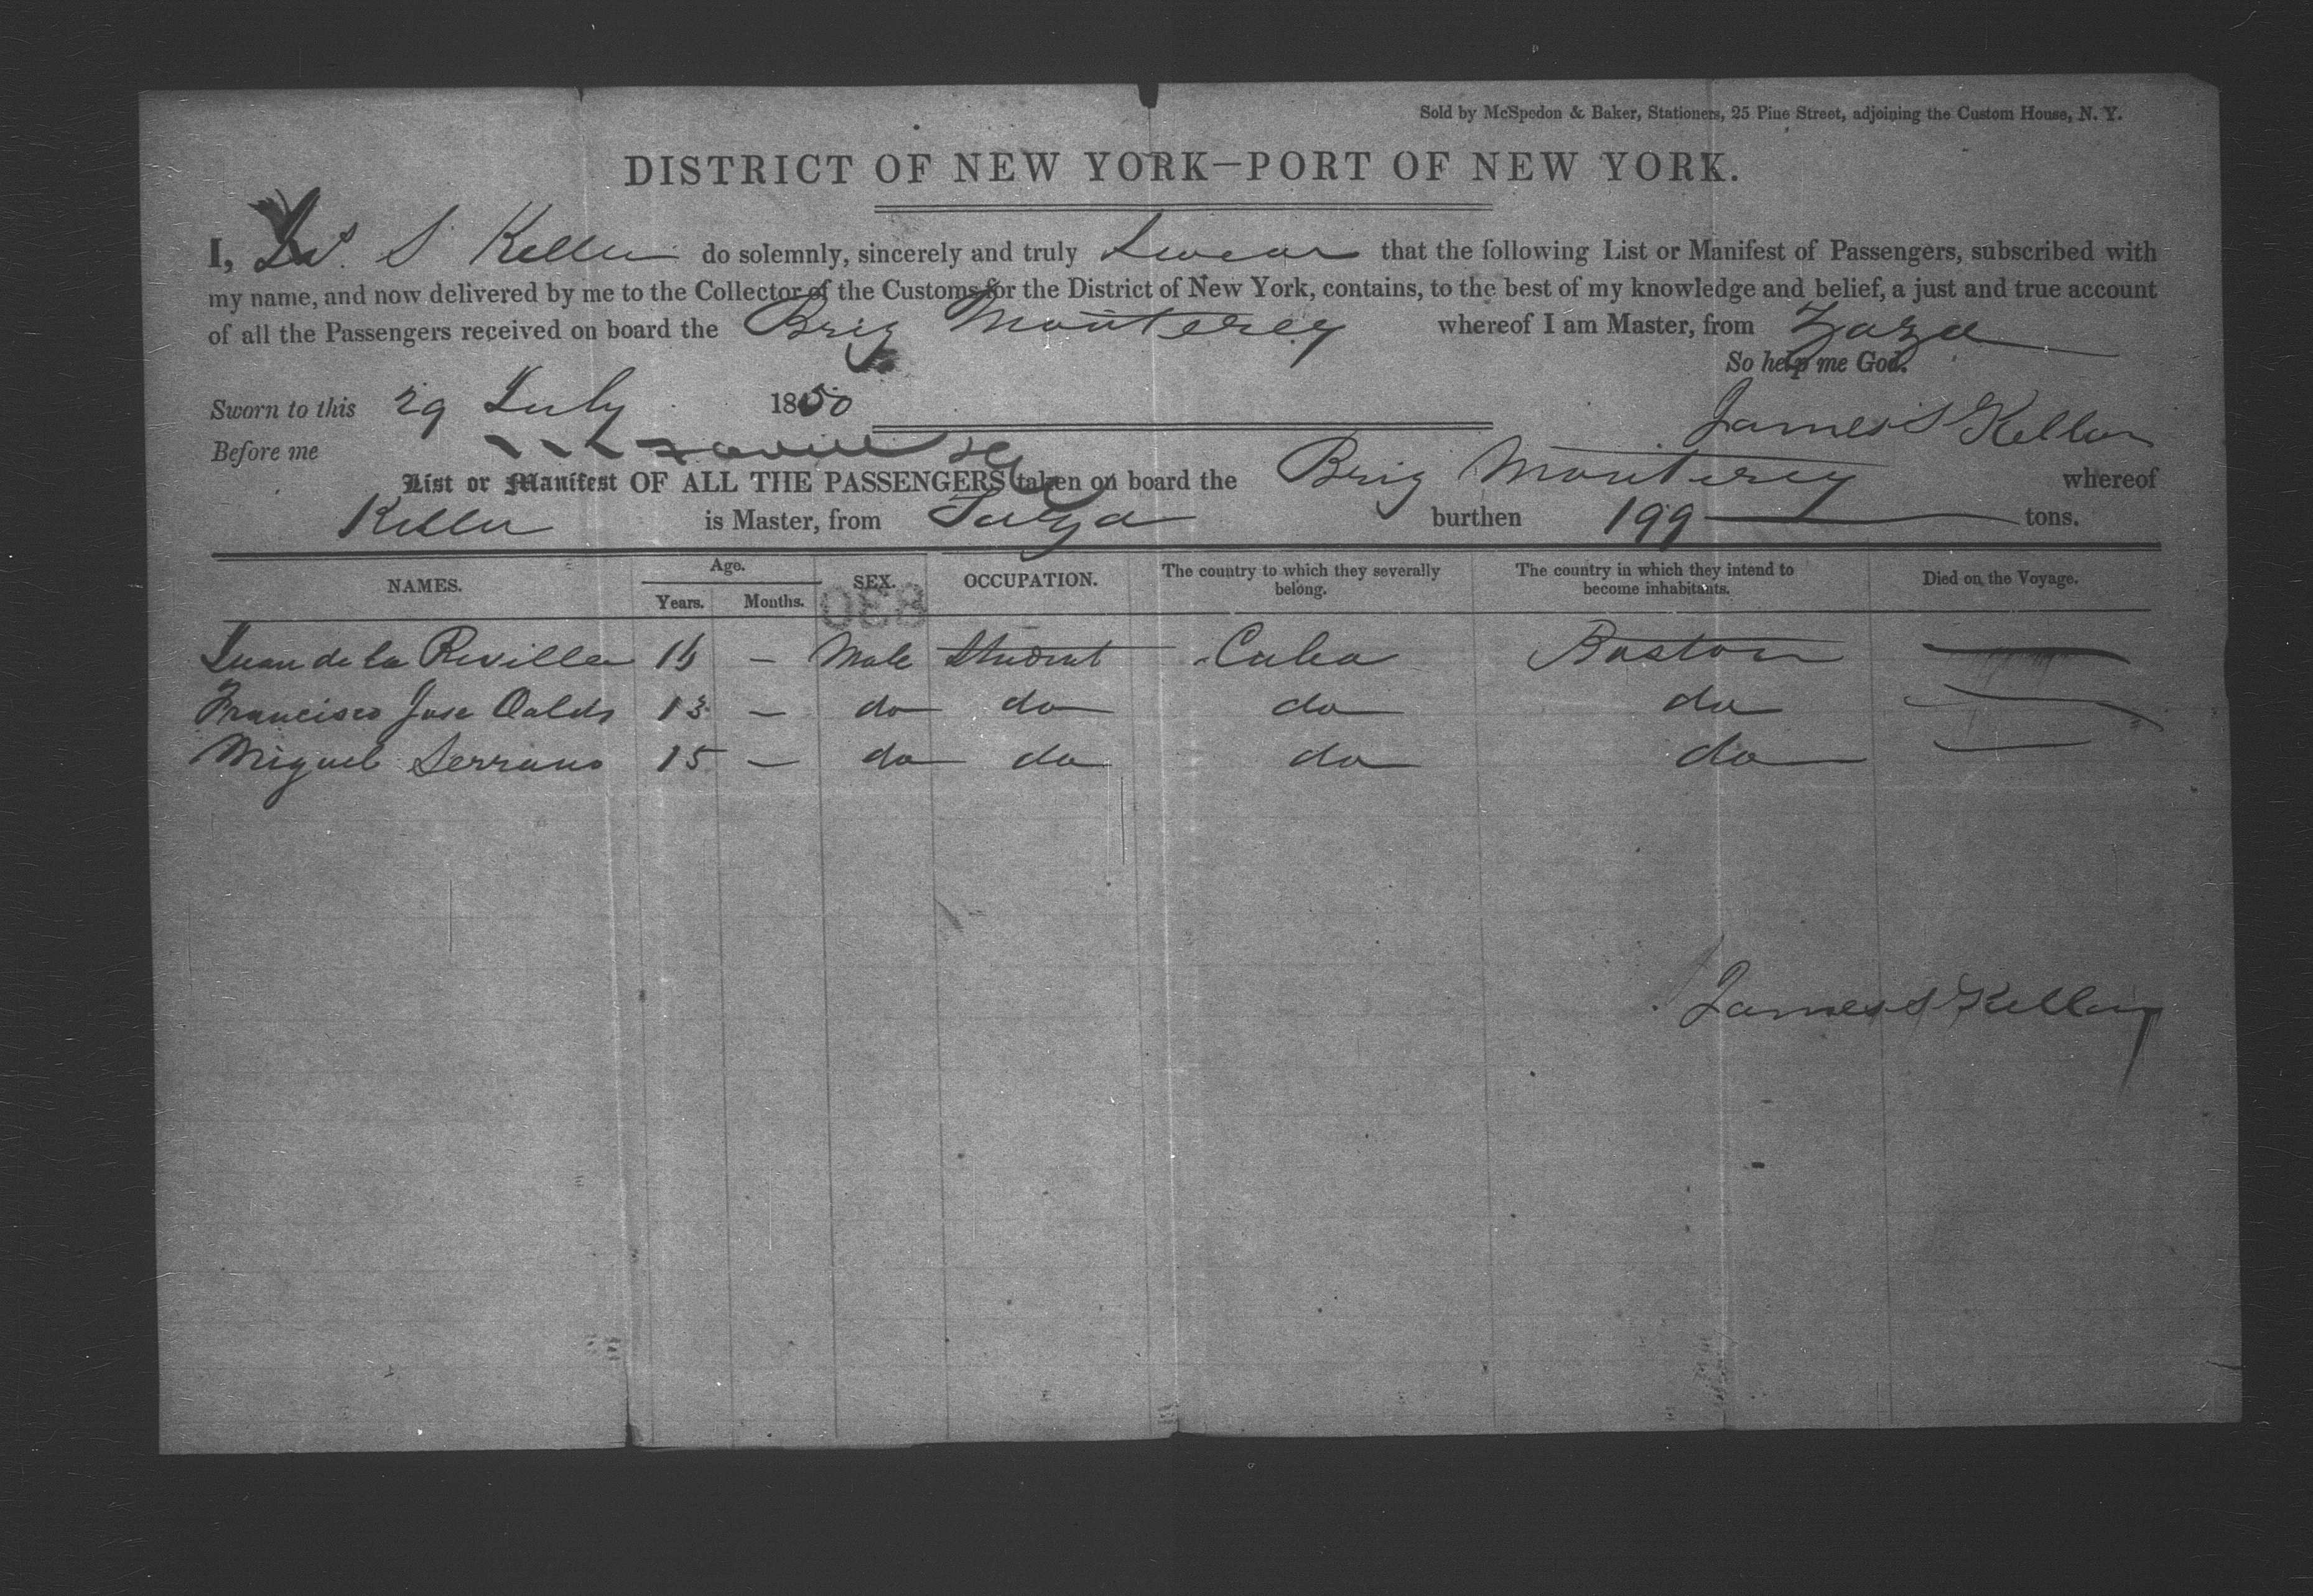 Sold by McSpedon & Baker, Stationers, 25 Pine Street, adjoining the Custom House, N. Y.
DISTRICT OF NEW YORK—PORT OF NEW YORK.
I, Jas. S Keller do solemnly, sincerely and truly Swear that the following List or Manifest of Passengers, subscribed with
my name, and now delivered by me to the Collector of the Customs for the District of New York, contains, to the best of my knowledge and belief, a just and true account
of all the Passengers received on board the Brig Monterey whereof I am Master, from Zaza
So help me God.
Sworn to this 29 July 1850
James S Keller
Before me
List or Manifest OF ALL THE PASSENGERS taken on board the Brig Monterey whereof
Keller is Master, from Zaza burthen 199 tons.
NAMES. Age. Years. Months. SEX. OCCUPATION. The country to which they severally belong. The country in which they intend to become inhabitants. Died on the Voyage.
830
Juan de la Revilla — Male Student Cuba Boston —
Francisco Jose 13 — do do do do —
Miguel Serrano 15 — do do do do —
James S Keller